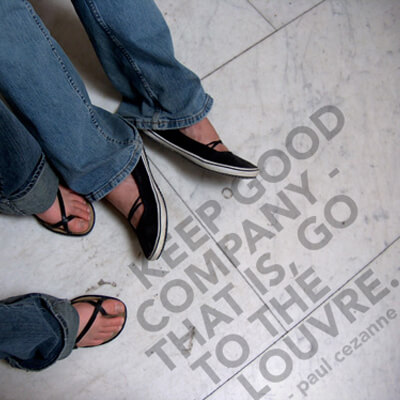 KEEP GOOD
COMPANY -
THAT IS, GO
TO THE
LOUVRE.
- paul cezanne